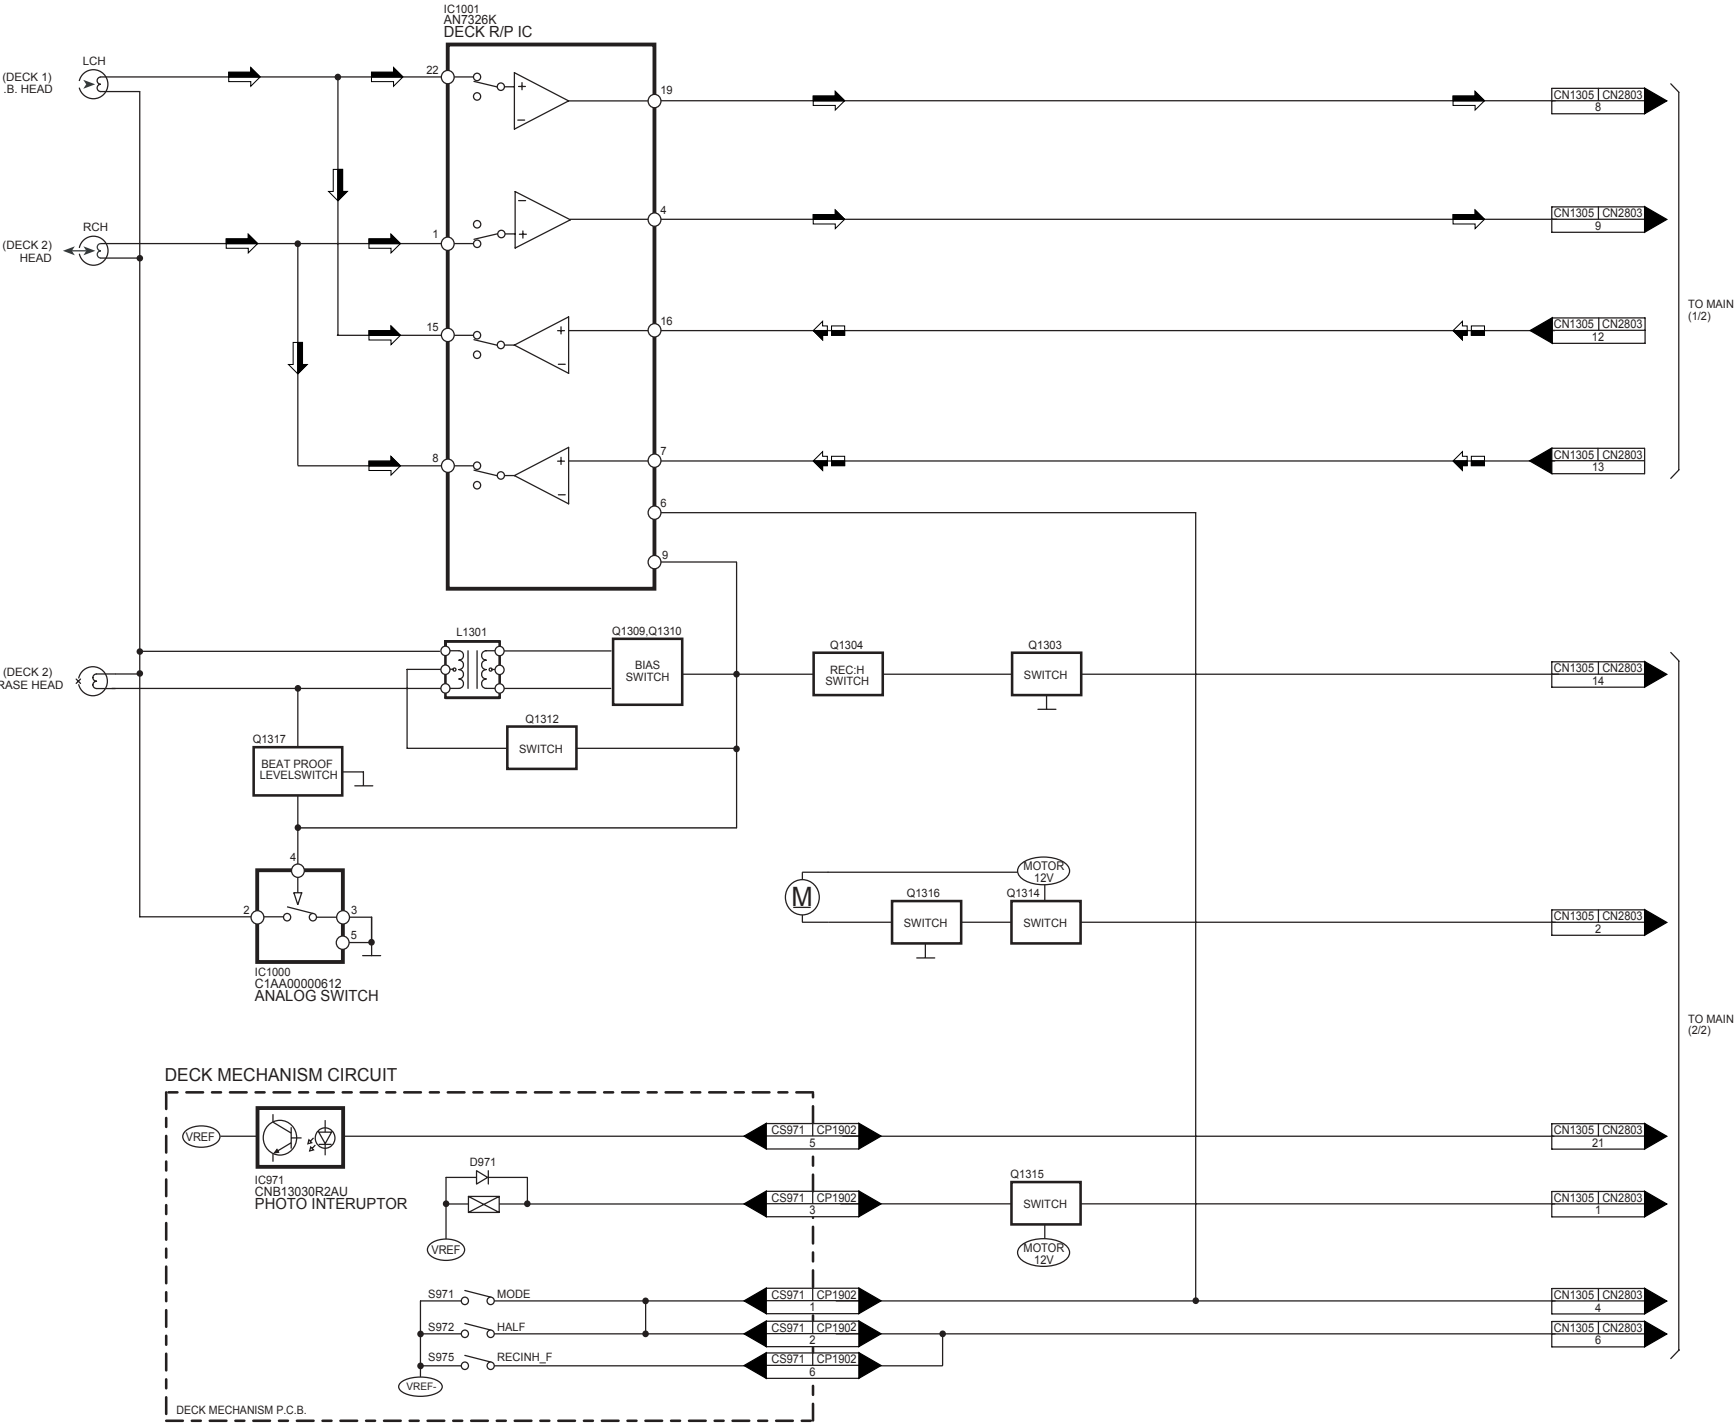 IC1001
AN7326K
DECK R/P IC
LCH
(DECK 1)
.B. HEAD
22
19
CN1305 CN2803
8
RCH
(DECK 2)
HEAD
1
4
CN1305 CN2803
9
15
16
CN1305 CN2803
12
TO MAIN
(1/2)
8
7
CN1305 CN2803
13
6
9
(DECK 2)
RASE HEAD
L1301
Q1309,Q1310
BIAS
SWITCH
Q1304
REC:H
SWITCH
Q1303
SWITCH
CN1305 CN2803
14
Q1312
SWITCH
Q1317
BEAT PROOF
LEVELSWITCH
4
2
3
5
IC1000
C1AA00000612
ANALOG SWITCH
M
MOTOR
12V
Q1316
SWITCH
Q1314
SWITCH
CN1305 CN2803
2
TO MAIN
(2/2)
DECK MECHANISM CIRCUIT
VREF
IC971
CNB13030R2AU
PHOTO INTERUPTOR
CS971 CP1902
5
CN1305 CN2803
21
D971
VREF
CS971 CP1902
3
Q1315
SWITCH
MOTOR
12V
CN1305 CN2803
1
S971 MODE
CS971 CP1902
1
CN1305 CN2803
4
S972 HALF
CS971 CP1902
2
CN1305 CN2803
6
S975 RECINH_F
CS971 CP1902
6
VREF-
DECK MECHANISM P.C.B.